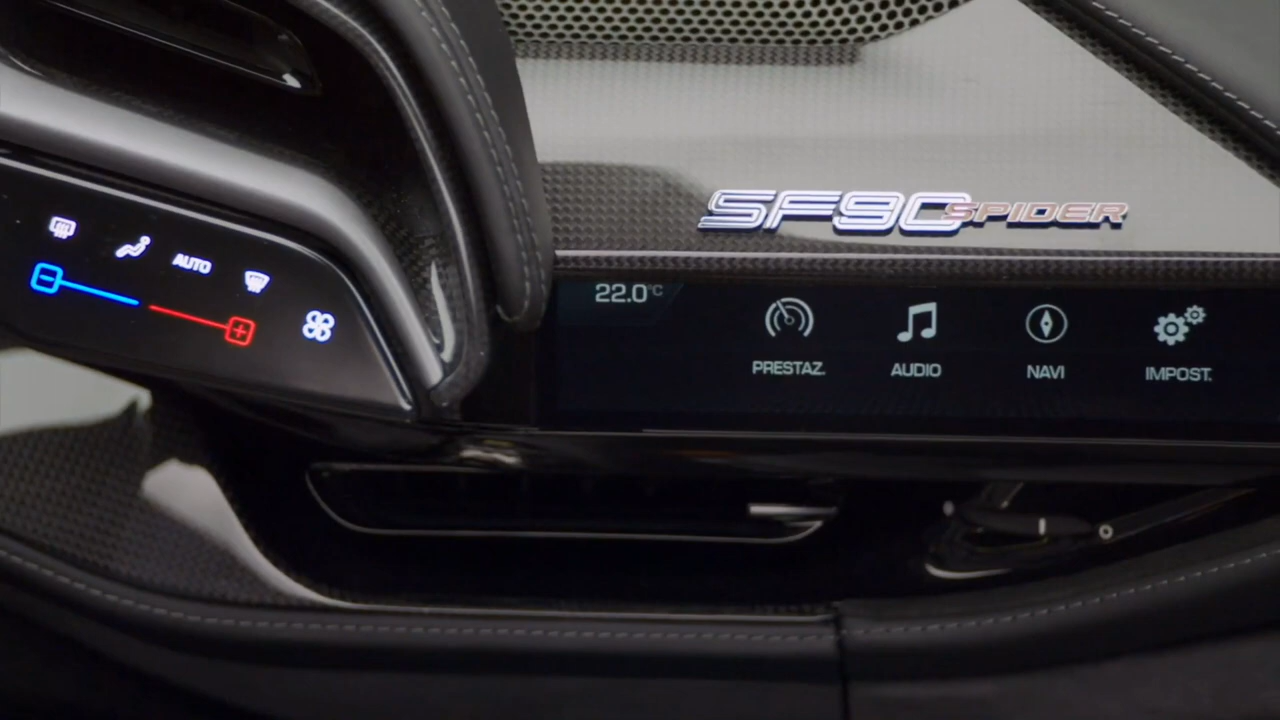 SF90 SPIDER
22.0°C
AUTO
PRESTAZ.
AUDIO
NAVI
IMPOST.